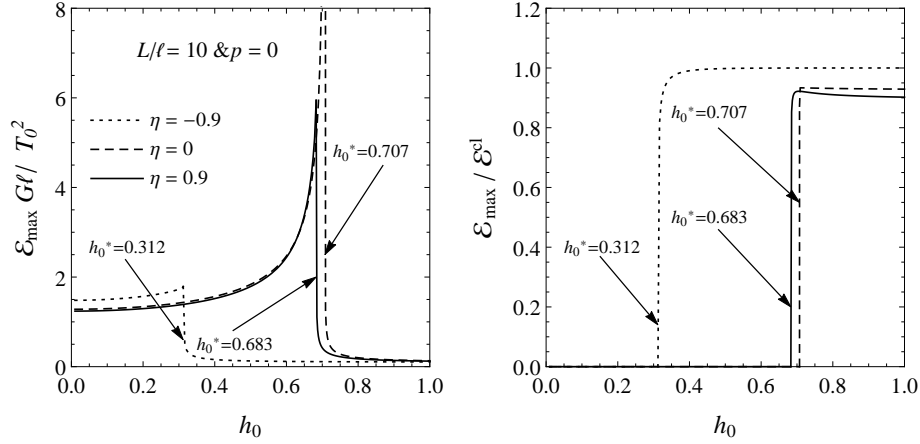 L/ℓ = 10 & p = 0
η = −0.9
η = 0
η = 0.9
h₀*=0.707
h₀*=0.312
h₀*=0.683
8
6
4
2
0
0.0 0.2 0.4 0.6 0.8 1.0
h₀
ℰmax Gℓ/ T₀²
h₀*=0.707
h₀*=0.683
h₀*=0.312
1.0
0.8
0.6
0.4
0.2
0.0
0.0 0.2 0.4 0.6 0.8 1.0
h₀
ℰmax / ℰᶜˡ